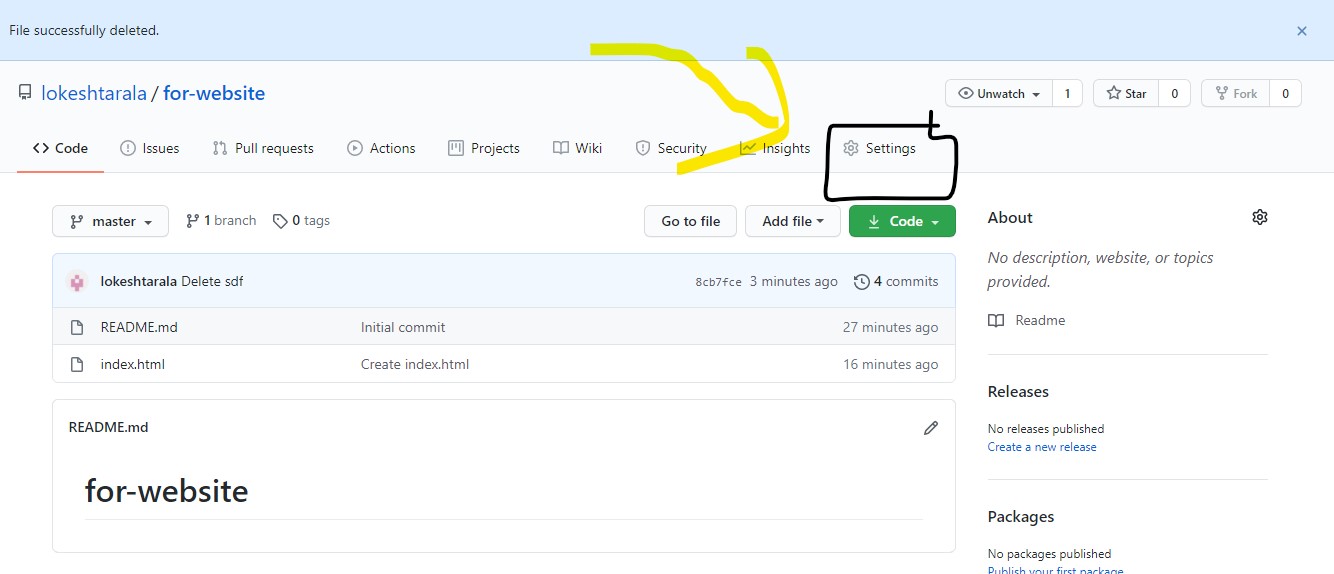 File successfully deleted.
lokeshtarala / for-website
Unwatch 1 Star 0 Fork 0
Code Issues Pull requests Actions Projects Wiki Security Insights Settings
master 1 branch 0 tags Go to file Add file Code
lokeshtarala Delete sdf 8cb7fce 3 minutes ago 4 commits
README.md Initial commit 27 minutes ago
index.html Create index.html 16 minutes ago
README.md
for-website
About
No description, website, or topics
provided.
Readme
Releases
No releases published
Create a new release
Packages
No packages published
Publish your first package